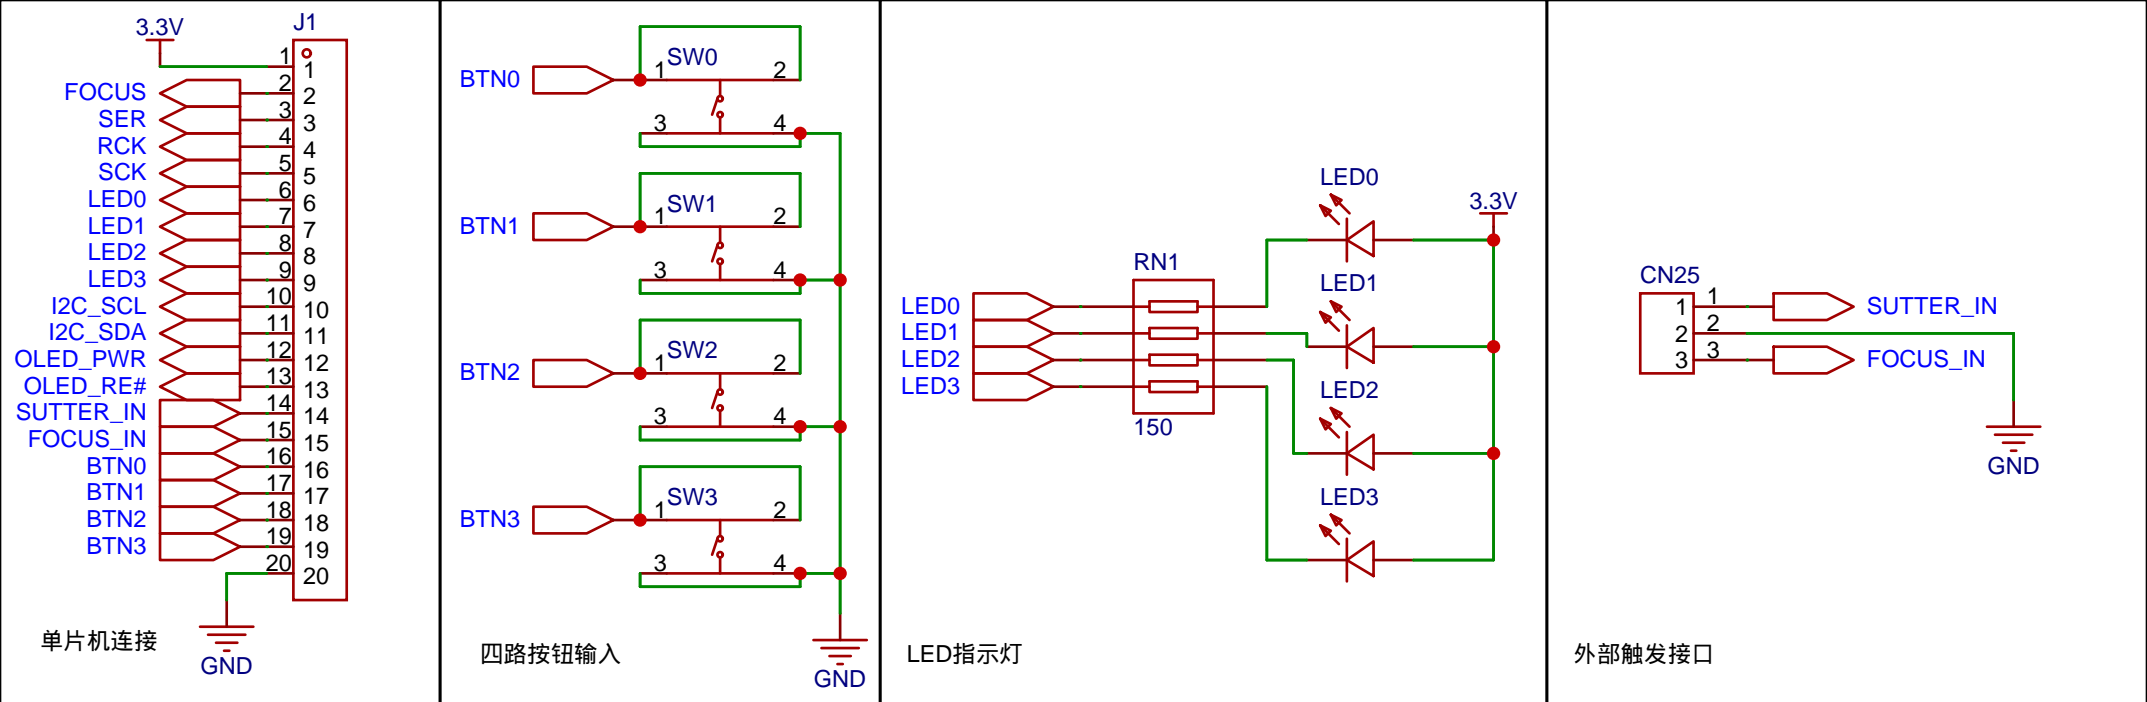 3.3V
J1
1 1
FOCUS 2 2
SER 3 3
RCK 4 4
SCK 5 5
LED0 6 6
LED1 7 7
LED2 8 8
LED3 9 9
I2C_SCL 10 10
I2C_SDA 11 11
OLED_PWR 12 12
OLED_RE# 13 13
SUTTER_IN 14 14
FOCUS_IN 15 15
BTN0 16 16
BTN1 17 17
BTN2 18 18
BTN3 19 19
20 20
GND
单片机连接
SW0
BTN0 1 2
3 4
SW1
BTN1 1 2
3 4
SW2
BTN2 1 2
3 4
SW3
BTN3 1 2
3 4
GND
四路按钮输入
RN1
LED0
LED1
LED2
LED3
150
LED0
LED1
LED2
LED3
3.3V
LED指示灯
CN25
1 1 SUTTER_IN
2 2
3 3 FOCUS_IN
GND
外部触发接口